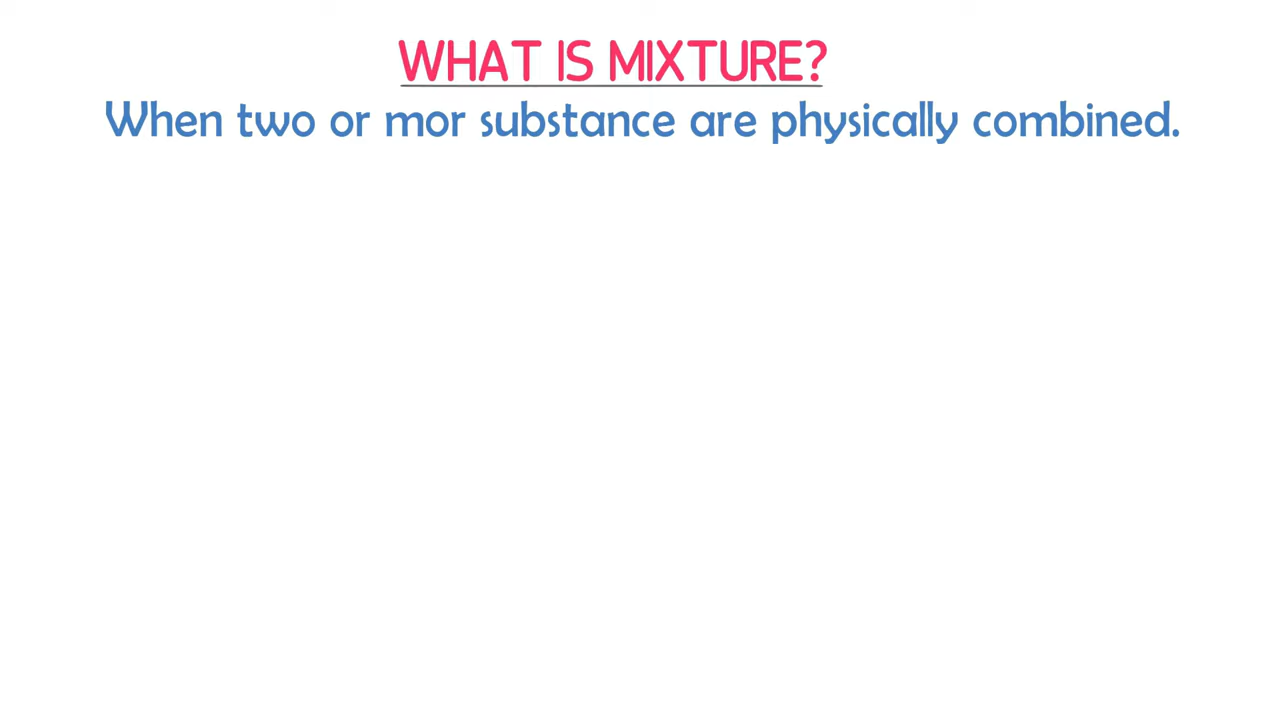 WHAT IS MIXTURE?
When two or mor substance are physically combined.